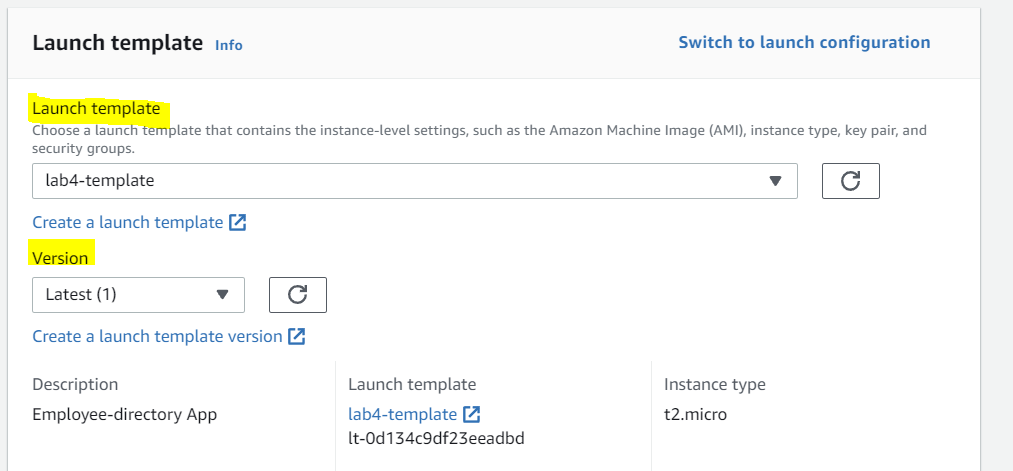 Launch template Info Switch to launch configuration
Launch template
Choose a launch template that contains the instance-level settings, such as the Amazon Machine Image (AMI), instance type, key pair, and
security groups.
lab4-template
Create a launch template
Version
Latest (1)
Create a launch template version
Description Launch template Instance type
Employee-directory App lab4-template t2.micro
lt-0d134c9df23eeadbd